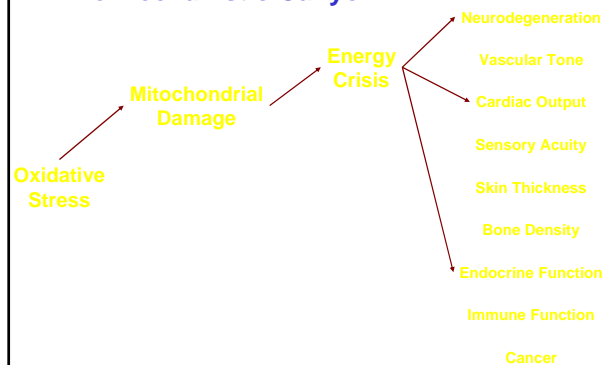 Neurodegeneration
Vascular Tone
Energy
Crisis
Mitochondrial
Damage
Cardiac Output
Sensory Acuity
Oxidative
Stress
Skin Thickness
Bone Density
Endocrine Function
Immune Function
Cancer